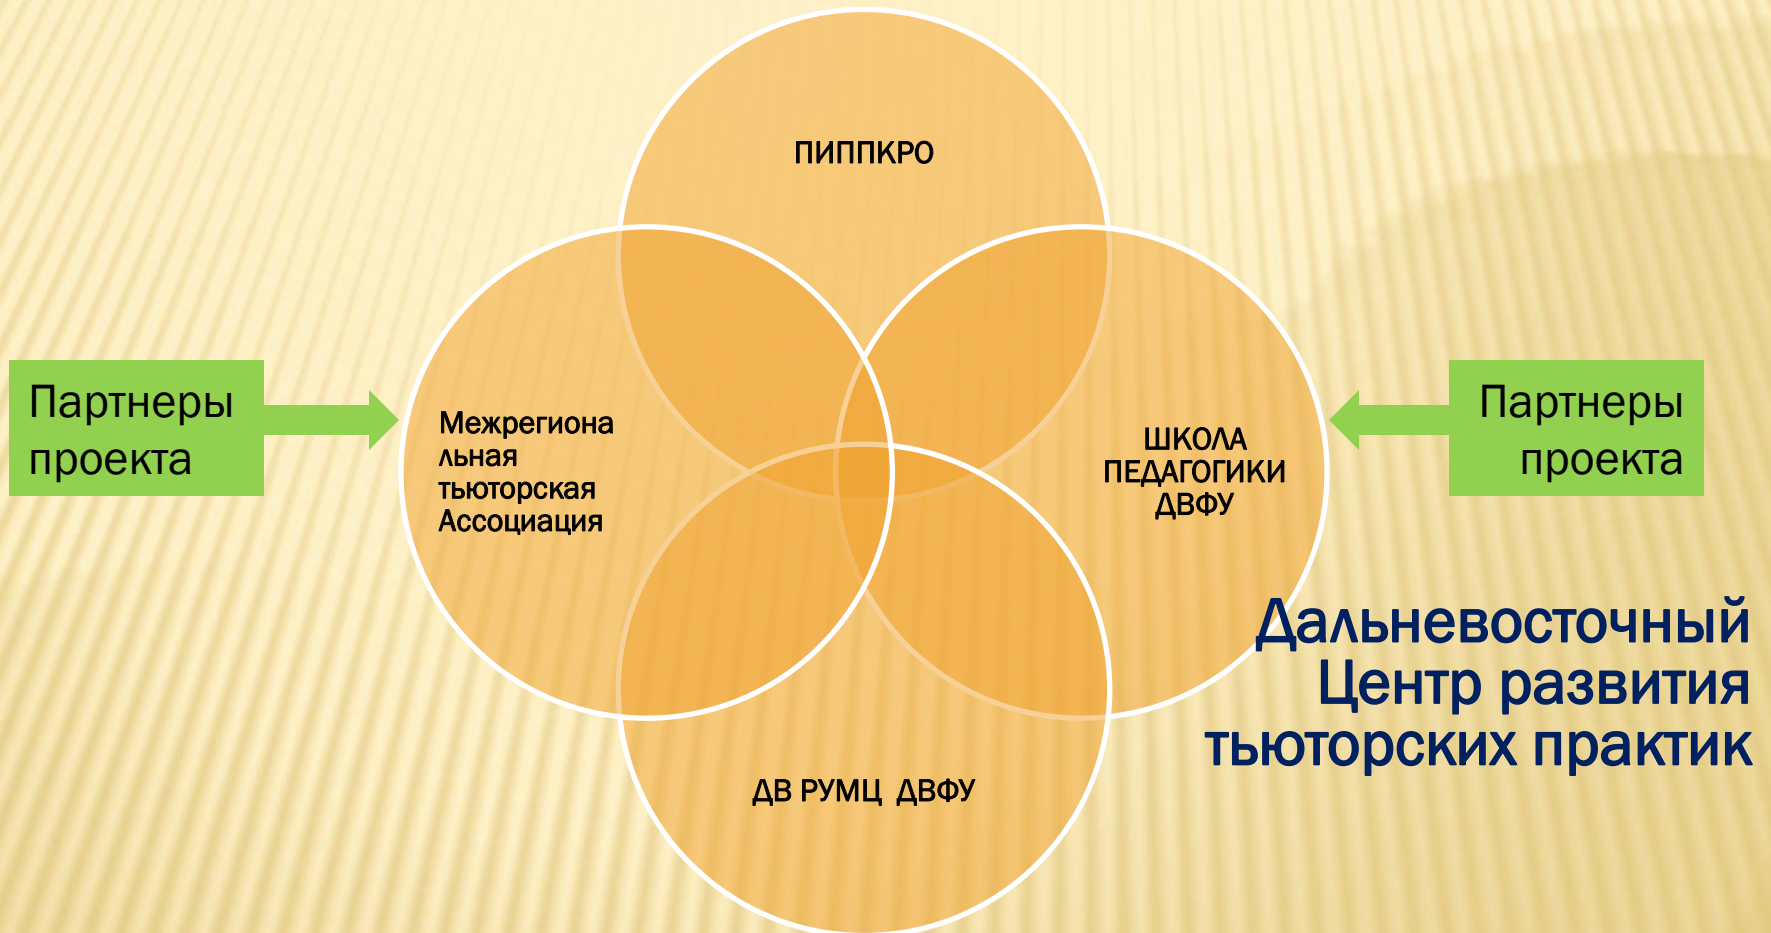 ПИППКРО
Партнеры
проекта
Межрегиона
льная
тьюторская
Ассоциация
ШКОЛА
ПЕДАГОГИКИ
ДВФУ
Партнеры
проекта
Дальневосточный
Центр развития
тьюторских практик
ДВ РУМЦ ДВФУ